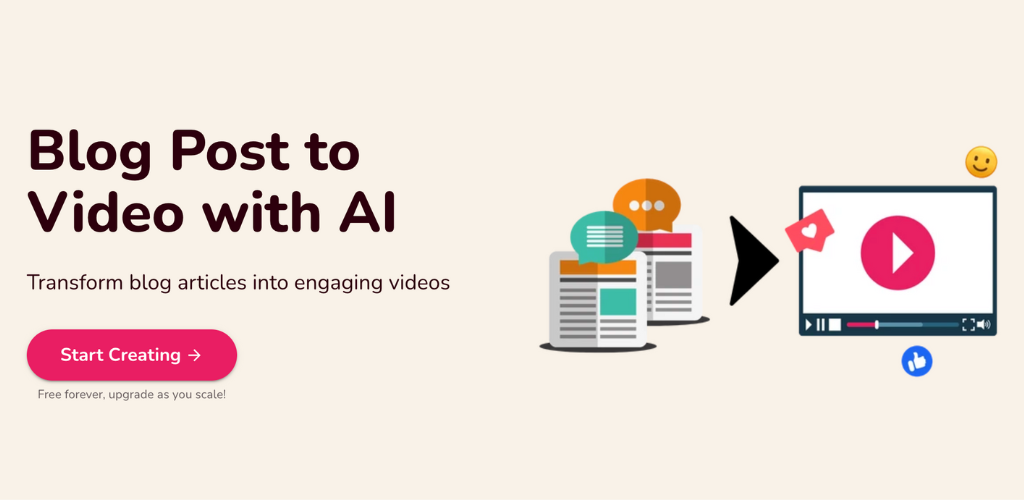 Blog Post to
Video with AI
Transform blog articles into engaging videos
Start Creating →
Free forever, upgrade as you scale!